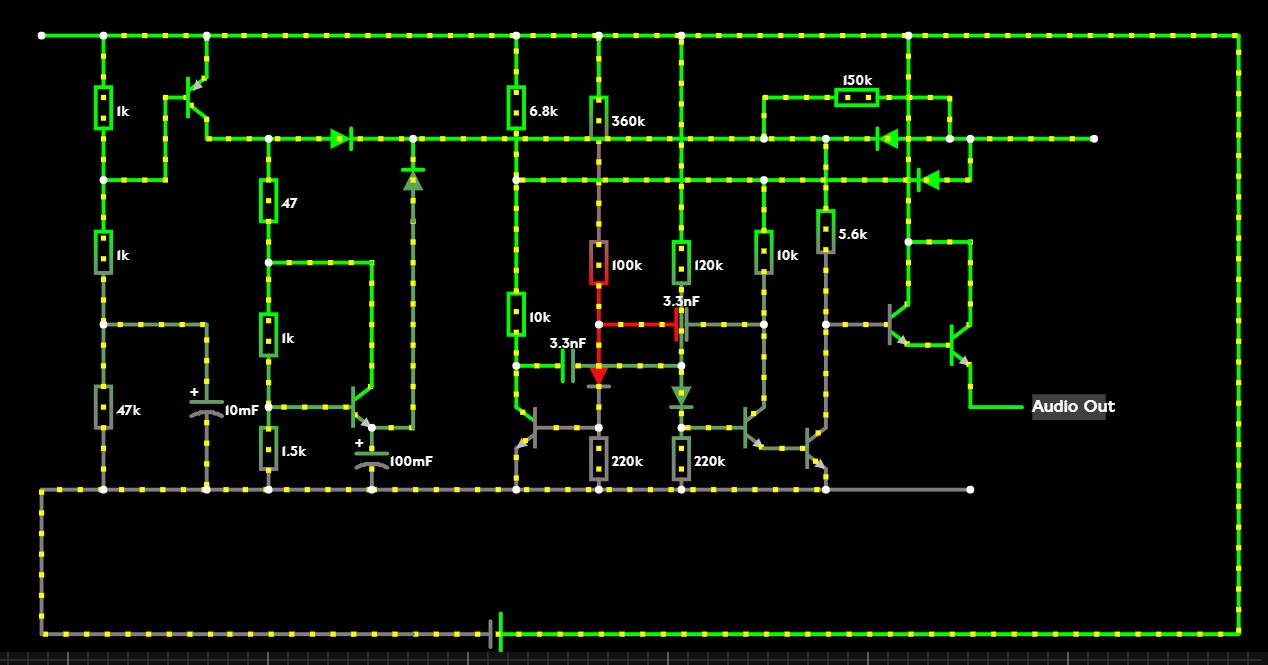 150k
1k
6.8k
360k
47
5.6k
1k
100k
120k
10k
3.3nF
10k
1k
3.3nF
+
47k
10mF
Audio Out
+
1.5k
100mF
220k
220k